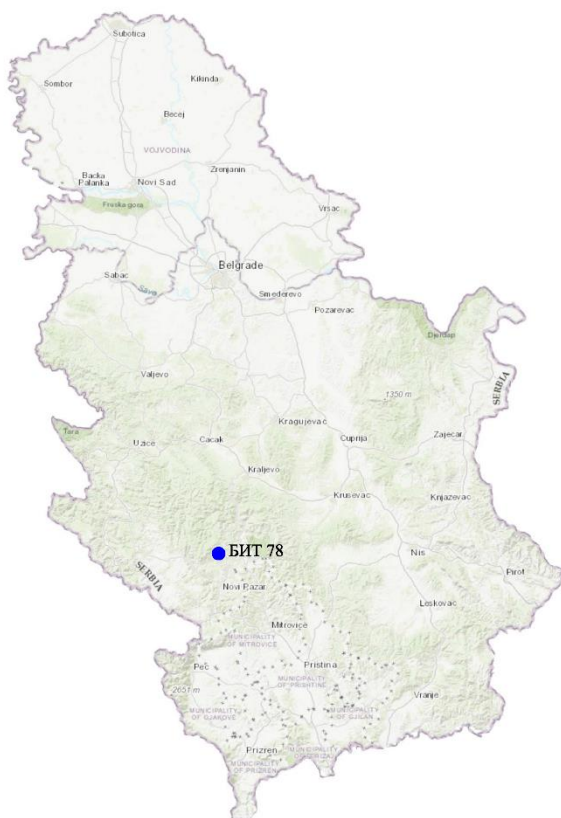 Subotica
Sombor
Kikinda
Becej
VOJVODINA
Backa
Palanka
Novi Sad
Zrenjanin
Fruska gora
Vrsac
Belgrade
Sabac
Sava
Smederevo
Pozarevac
Djerdap
SERBIA
Valjevo
1350 m
Tara
Uzice
Cacak
Kragujevac
Cuprija
Zajecar
Kraljevo
Krusevac
Knjazevac
БИТ 78
Nis
Pirot
SERBIA
Novi Pazar
Leskovac
Mitrovice
MUNICIPALITY
OF MITROVICE
Pec
Pristina
2651 m
MUNICIPALITY
OF PRISHTINE
Vranje
MUNICIPALITY
OF GJAKOVE
MUNICIPALITY
OF GJILAN
Prizren
MUNICIPALITY
MUNICIPALITY
OF PRIZREN